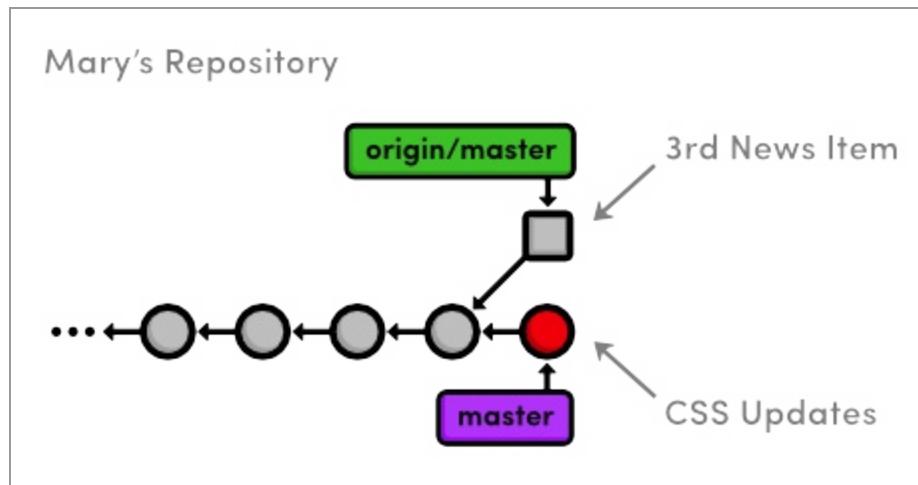 Mary's Repository
origin/master
3rd News Item
master
CSS Updates